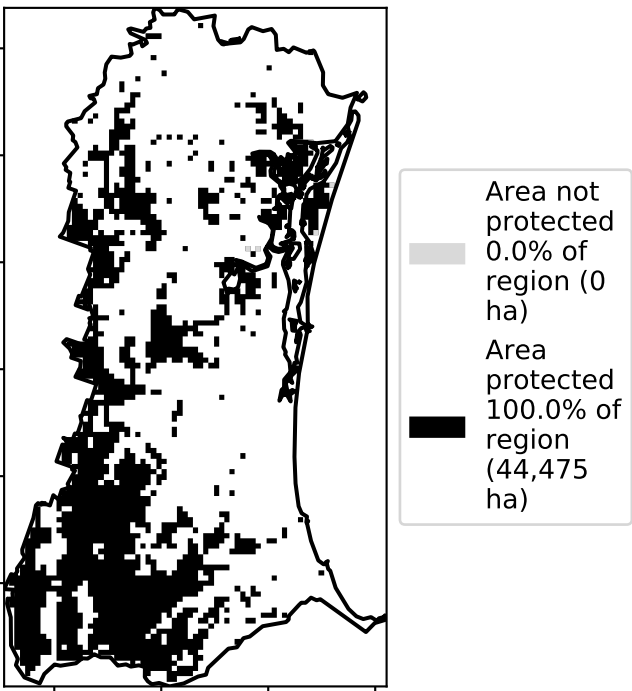 Area not
protected
0.0% of
region (0
ha)
Area
protected
100.0% of
region
(44,475
ha)